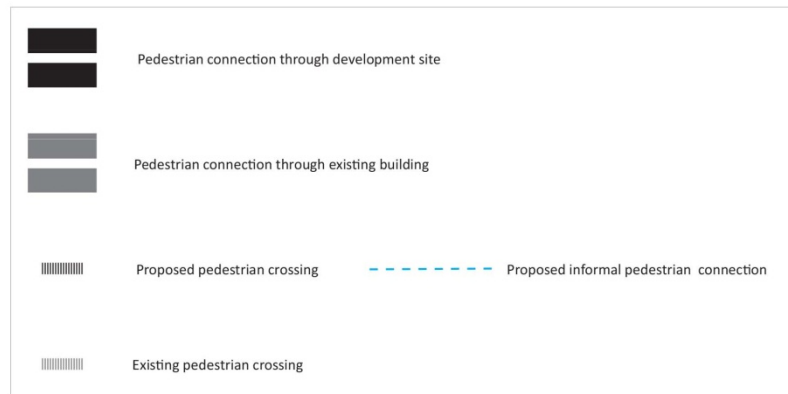 Pedestrian connection through development site
Pedestrian connection through existing building
Proposed pedestrian crossing
Proposed informal pedestrian connection
Existing pedestrian crossing